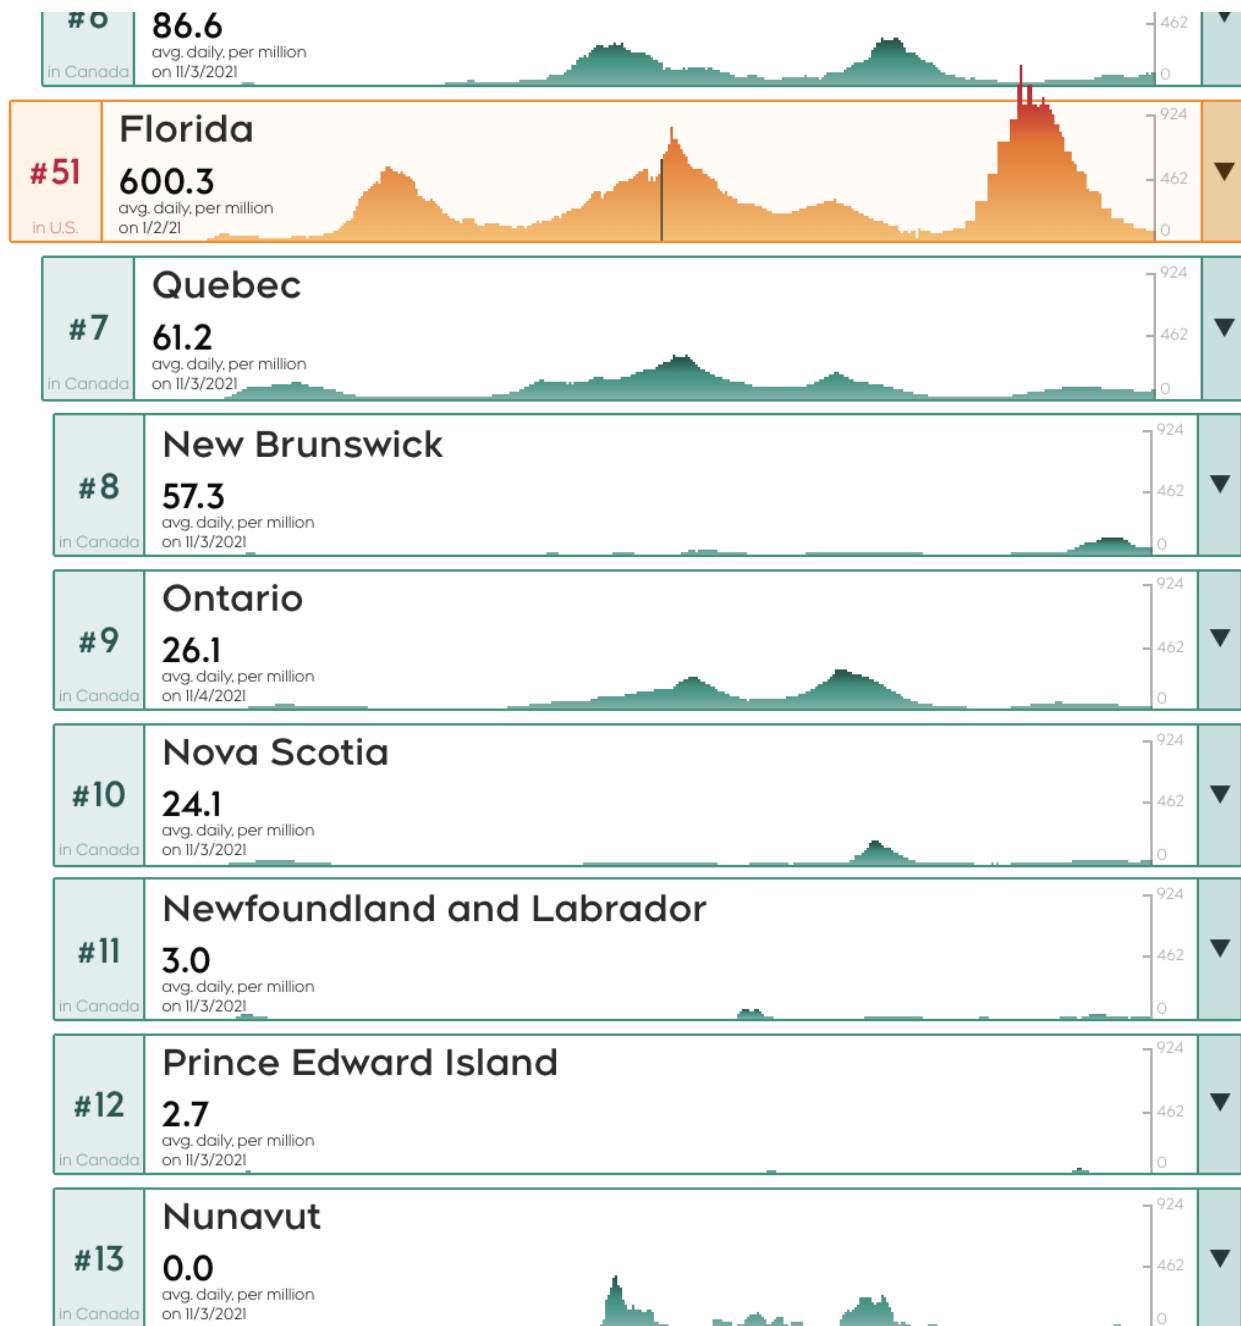 #6
86.6
avg. daily, per million
in Canada
on 11/3/2021
462
0
Florida
#51
600.3
avg. daily, per million
in U.S.
on 1/2/21
924
462
0
Quebec
#7
61.2
avg. daily, per million
in Canada
on 11/3/2021
924
462
0
New Brunswick
#8
57.3
avg. daily, per million
in Canada
on 11/3/2021
924
462
0
Ontario
#9
26.1
avg. daily, per million
in Canada
on 11/4/2021
924
462
0
Nova Scotia
#10
24.1
avg. daily, per million
in Canada
on 11/3/2021
924
462
0
Newfoundland and Labrador
#11
3.0
avg. daily, per million
in Canada
on 11/3/2021
924
462
0
Prince Edward Island
#12
2.7
avg. daily, per million
in Canada
on 11/3/2021
924
462
0
Nunavut
#13
0.0
avg. daily, per million
in Canada
on 11/3/2021
924
462
0